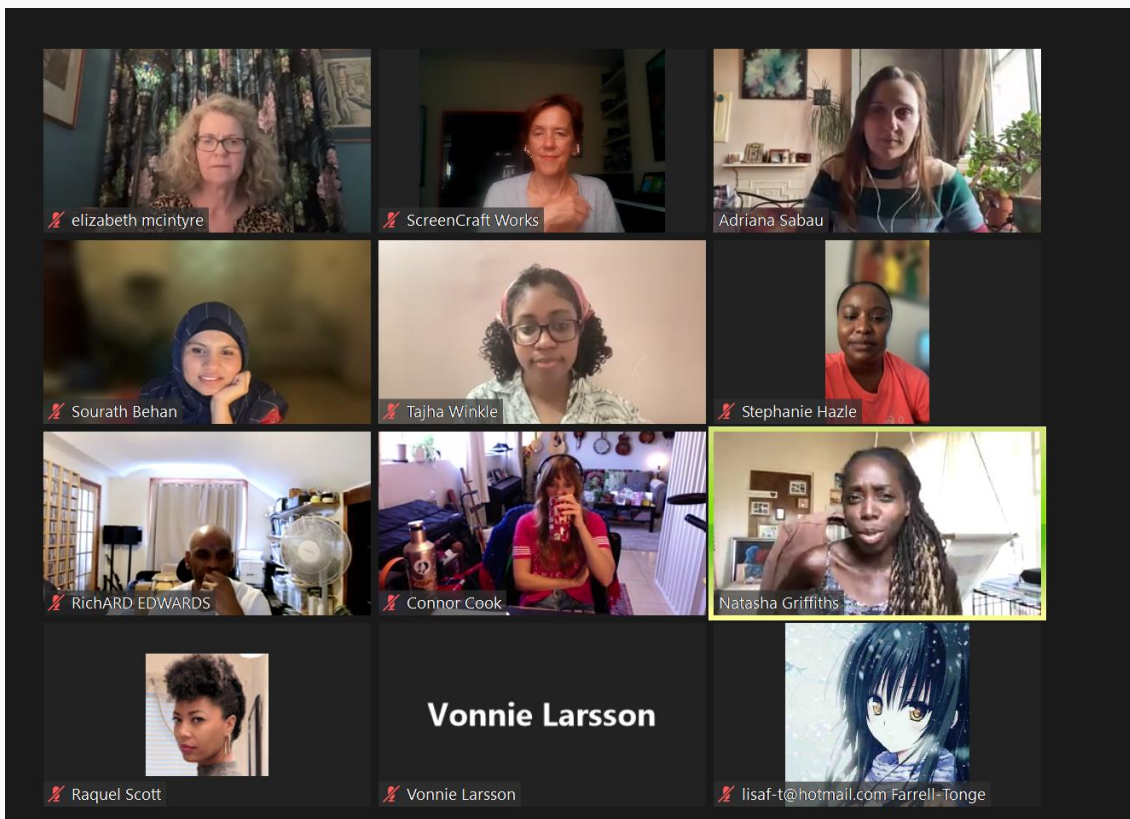 elizabeth mcintyre
ScreenCraft Works
Adriana Sabau
Sourath Behan
Tajha Winkle
Stephanie Hazle
RichARD EDWARDS
Connor Cook
Natasha Griffiths
Raquel Scott
Vonnie Larsson
Vonnie Larsson
lisaf-t@hotmail.com Farrell-Tonge